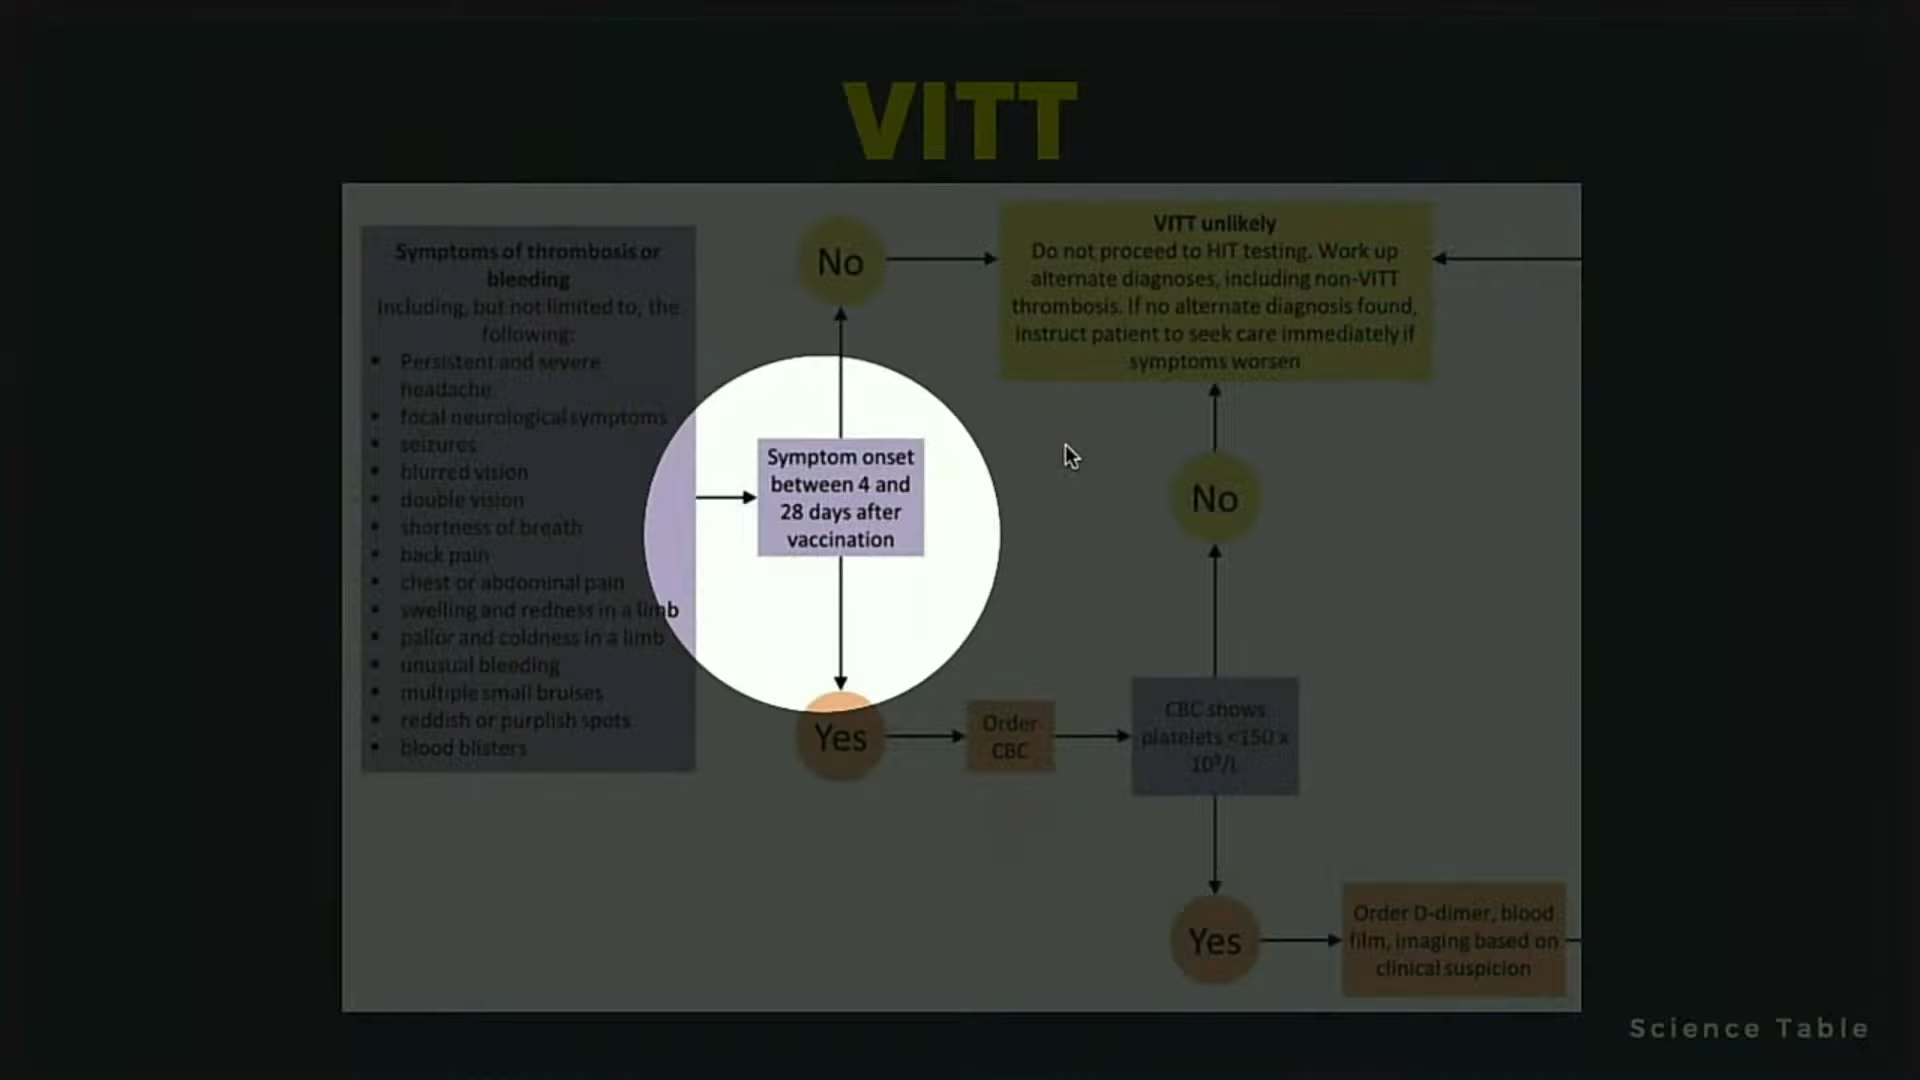 VITT
Symptoms of thrombosis or
bleeding
Including, but not limited to, the
following:
• Persistent and severe
headache
• focal neurological symptoms
• seizures
• blurred vision
• double vision
• shortness of breath
• back pain
• chest or abdominal pain
• swelling and redness in a limb
• pallor and coldness in a limb
• unusual bleeding
• multiple small bruises
• reddish or purplish spots
• blood blisters
No
VITT unlikely
Do not proceed to HIT testing. Work up
alternate diagnoses, including non-VITT
thrombosis. If no alternate diagnosis found,
instruct patient to seek care immediately if
symptoms worsen
Symptom onset
between 4 and
28 days after
vaccination
No
Yes
Order
CBC
CBC shows
platelets <150 x
10⁹/L
Yes
Order D-dimer, blood
film, imaging based on
clinical suspicion
Science Table